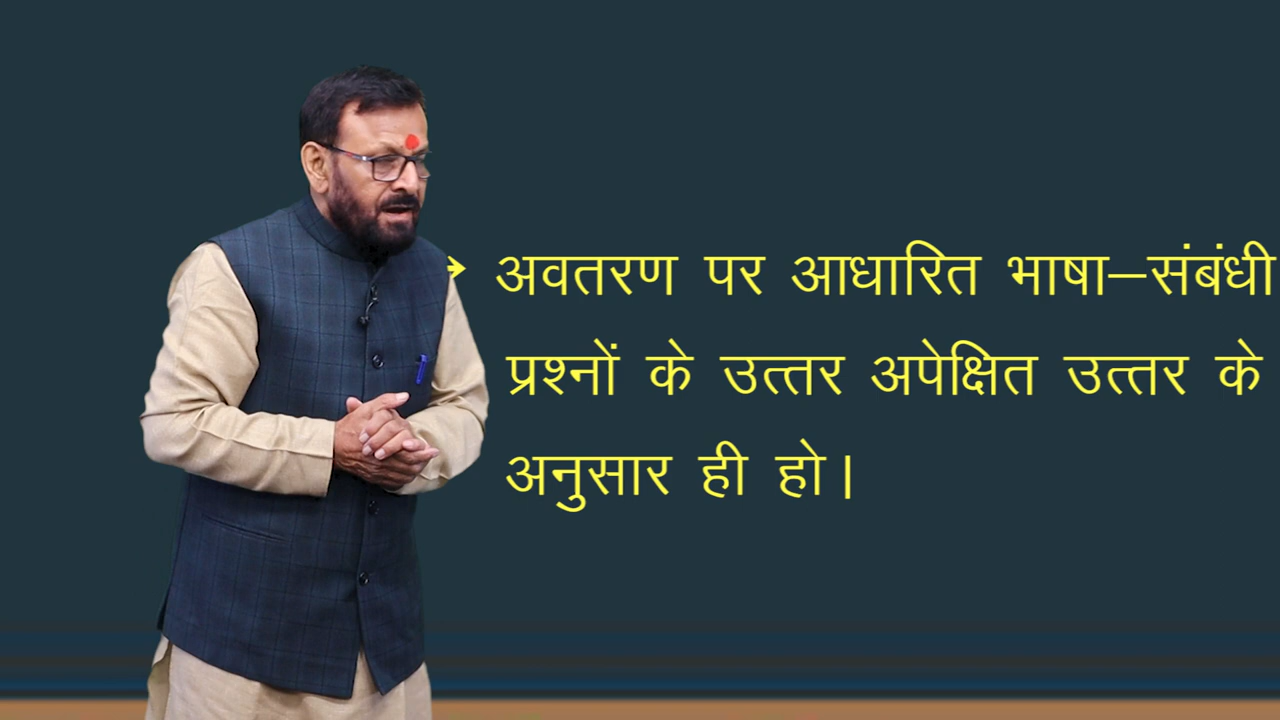 ➔ अवतरण पर आधारित भाषा–संबंधी
प्रश्नों के उत्तर अपेक्षित उत्तर के
अनुसार ही हो।